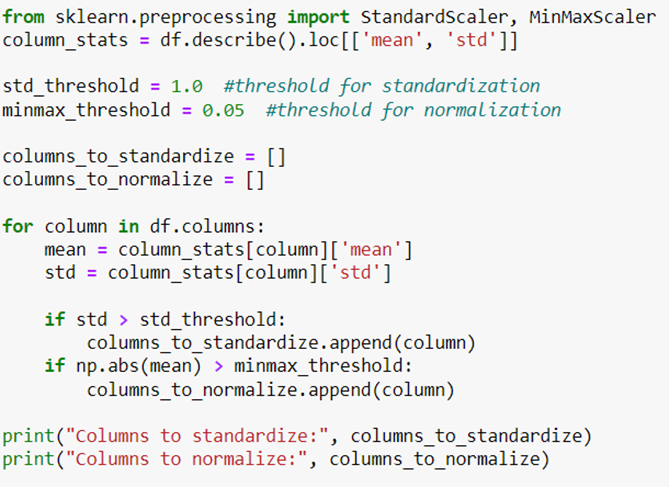 from sklearn.preprocessing import StandardScaler, MinMaxScaler
column_stats = df.describe().loc[['mean', 'std']]

std_threshold = 1.0  #threshold for standardization
minmax_threshold = 0.05  #threshold for normalization

columns_to_standardize = []
columns_to_normalize = []

for column in df.columns:
    mean = column_stats[column]['mean']
    std = column_stats[column]['std']

    if std > std_threshold:
        columns_to_standardize.append(column)
    if np.abs(mean) > minmax_threshold:
        columns_to_normalize.append(column)

print("Columns to standardize:", columns_to_standardize)
print("Columns to normalize:", columns_to_normalize)